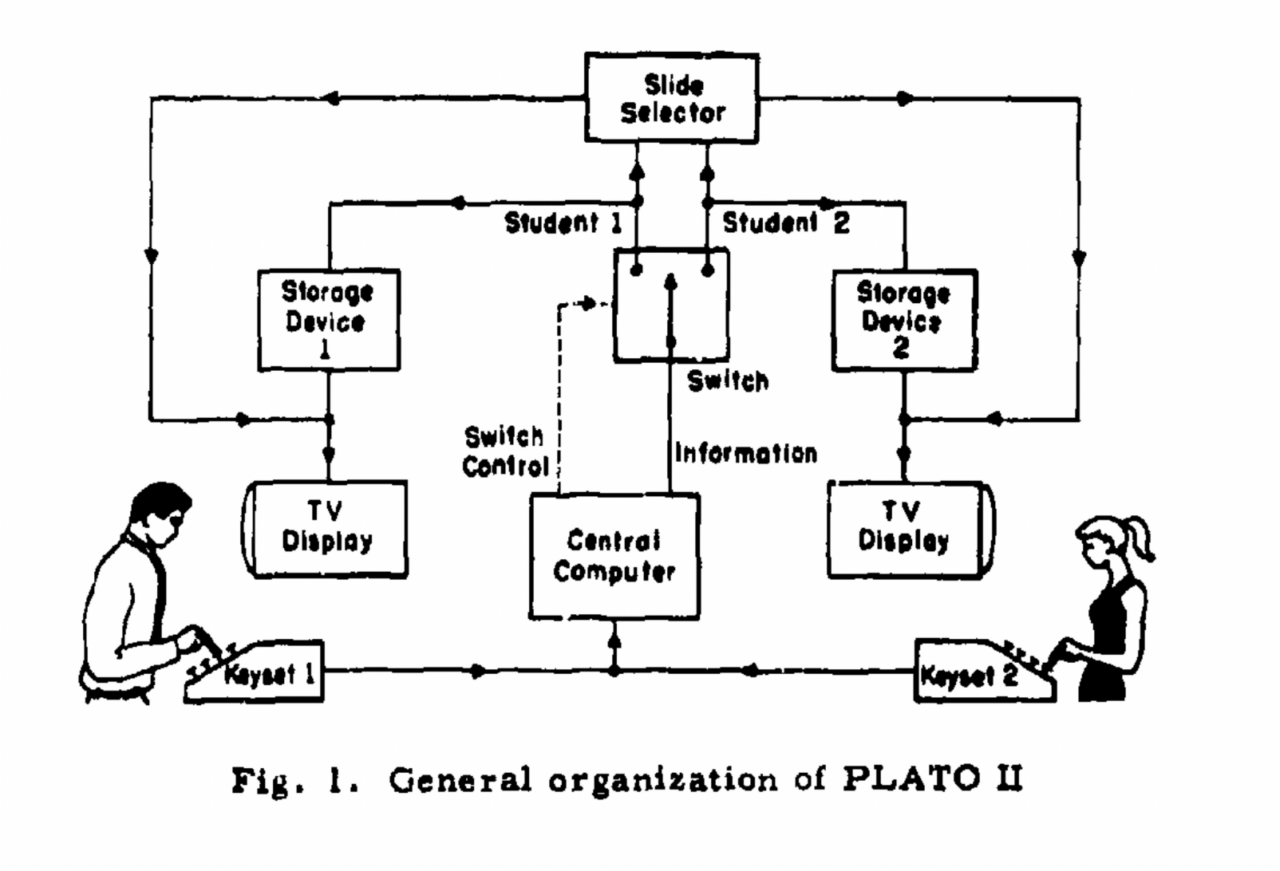 Slide
Selector
Student 1
Student 2
Storage
Device
1
Storage
Device
2
Switch
Switch
Control
Information
TV
Display
Central
Computer
TV
Display
Keyset 1
Keyset 2
Fig. 1. General organization of PLATO II